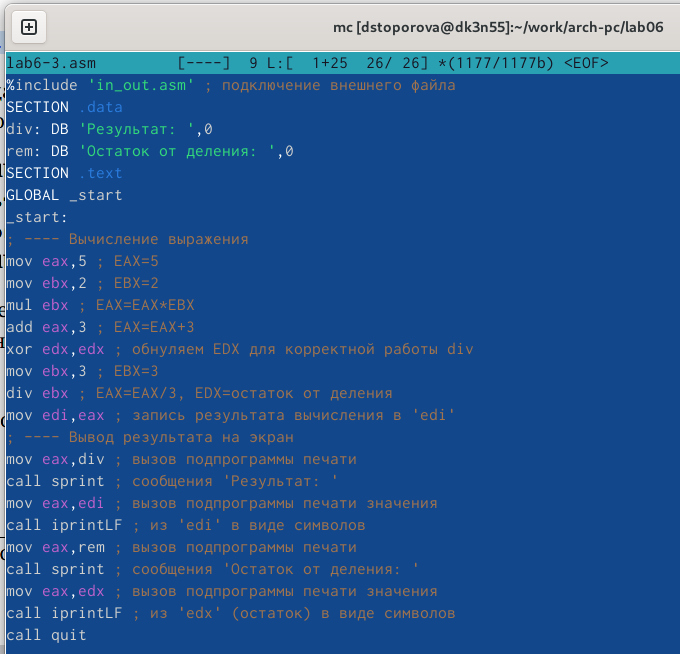 mc [dstoporova@dk3n55]:~/work/arch-pc/lab06
lab6-3.asm [----] 9 L:[ 1+25 26/ 26] *(1177/1177b) <EOF>
%include 'in_out.asm' ; подключение внешнего файла
SECTION .data
div: DB 'Результат: ',0
rem: DB 'Остаток от деления: ',0
SECTION .text
GLOBAL _start
_start:
; ---- Вычисление выражения
mov eax,5 ; EAX=5
mov ebx,2 ; EBX=2
mul ebx ; EAX=EAX*EBX
add eax,3 ; EAX=EAX+3
xor edx,edx ; обнуляем EDX для корректной работы div
mov ebx,3 ; EBX=3
div ebx ; EAX=EAX/3, EDX=остаток от деления
mov edi,eax ; запись результата вычисления в 'edi'
; ---- Вывод результата на экран
mov eax,div ; вызов подпрограммы печати
call sprint ; сообщения 'Результат: '
mov eax,edi ; вызов подпрограммы печати значения
call iprintLF ; из 'edi' в виде символов
mov eax,rem ; вызов подпрограммы печати
call sprint ; сообщения 'Остаток от деления: '
mov eax,edx ; вызов подпрограммы печати значения
call iprintLF ; из 'edx' (остаток) в виде символов
call quit